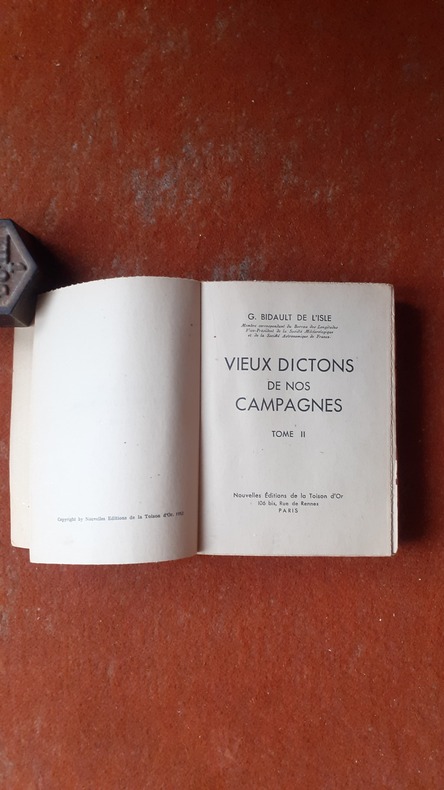 Copyright by Nouvelles Éditions de la Toison d'Or.
G. BIDAULT DE L'ISLE
Membre correspondant du Bureau des Longitudes
Vice-Président de la Société Météorologique
et de la Société Astronomique de France
VIEUX DICTONS
DE NOS
CAMPAGNES
TOME II
Nouvelles Éditions de la Toison d'Or
106 bis, Rue de Rennes
PARIS